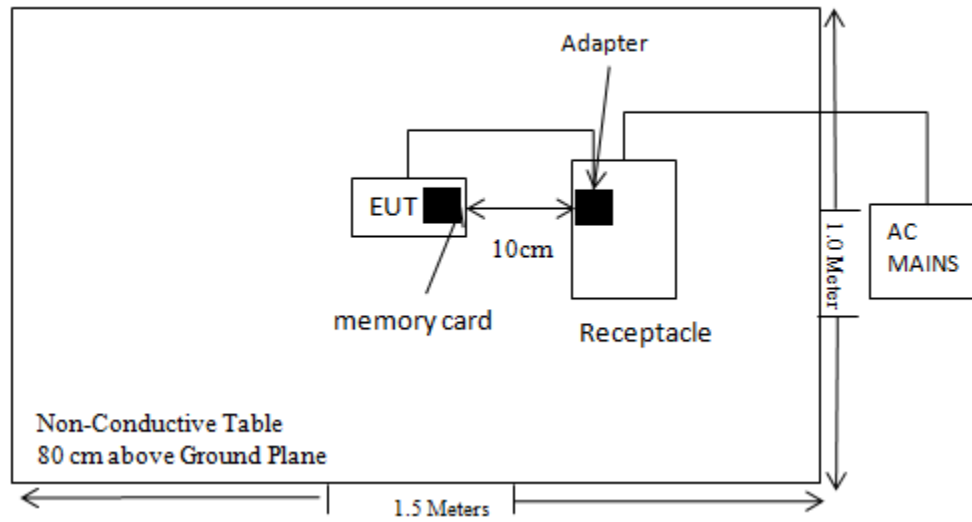 Adapter
EUT
10cm
memory card
Receptacle
AC
MAINS
1.0 Meter
Non-Conductive Table
80 cm above Ground Plane
1.5 Meters